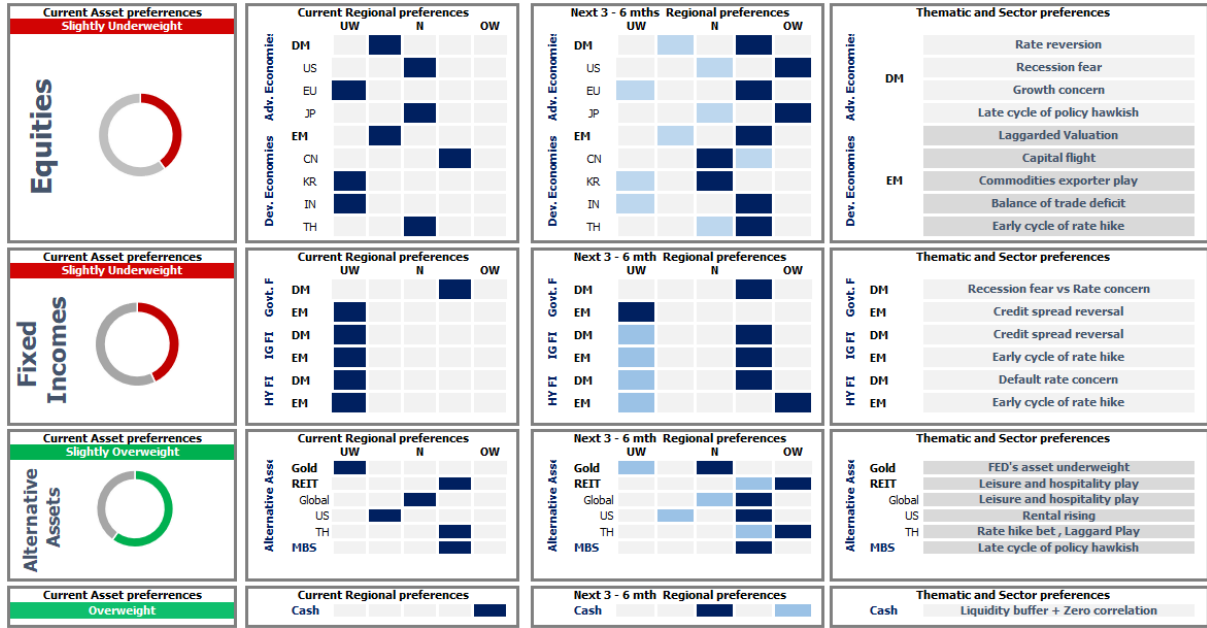 Current Asset preferences
Slightly Underweight
Equities
Current Regional preferences
UW N OW
Adv. Economies
DM
US
EU
JP
Dev. Economies
EM
CN
KR
IN
TH
Next 3 - 6 mths Regional preferences
UW N OW
Adv. Economies
DM
US
EU
JP
Dev. Economies
EM
CN
KR
IN
TH
Thematic and Sector preferences
Adv. Economies
DM
Rate reversion
Recession fear
Growth concern
Late cycle of policy hawkish
Dev. Economies
EM
Laggarded Valuation
Capital flight
Commodities exporter play
Balance of trade deficit
Early cycle of rate hike
Current Asset preferrences
Slightly Underweight
Fixed
Incomes
Current Regional preferences
UW N OW
Govt. F
DM
EM
IG FI
DM
EM
HY FI
DM
EM
Next 3 - 6 mth Regional preferences
UW N OW
Govt. F
DM
EM
IG FI
DM
EM
HY FI
DM
EM
Thematic and Sector preferences
Govt. F
DM Recession fear vs Rate concern
EM Credit spread reversal
IG FI
DM Credit spread reversal
EM Early cycle of rate hike
HY FI
DM Default rate concern
EM Early cycle of rate hike
Current Asset preferrences
Slightly Overweight
Alternative
Assets
Current Regional preferences
UW N OW
Alternative Asse
Gold
REIT
Global
US
TH
MBS
Next 3 - 6 mth Regional preferences
UW N OW
Alternative Asse
Gold
REIT
Global
US
TH
MBS
Thematic and Sector preferences
Alternative Asse
Gold FED's asset underweight
REIT Leisure and hospitality play
Global Leisure and hospitality play
US Rental rising
TH Rate hike bet , Laggard Play
MBS Late cycle of policy hawkish
Current Asset preferences
Overweight
Current Regional preferences
Cash
Next 3 - 6 mth Regional preferences
Cash
Thematic and Sector preferences
Cash Liquidity buffer + Zero correlation